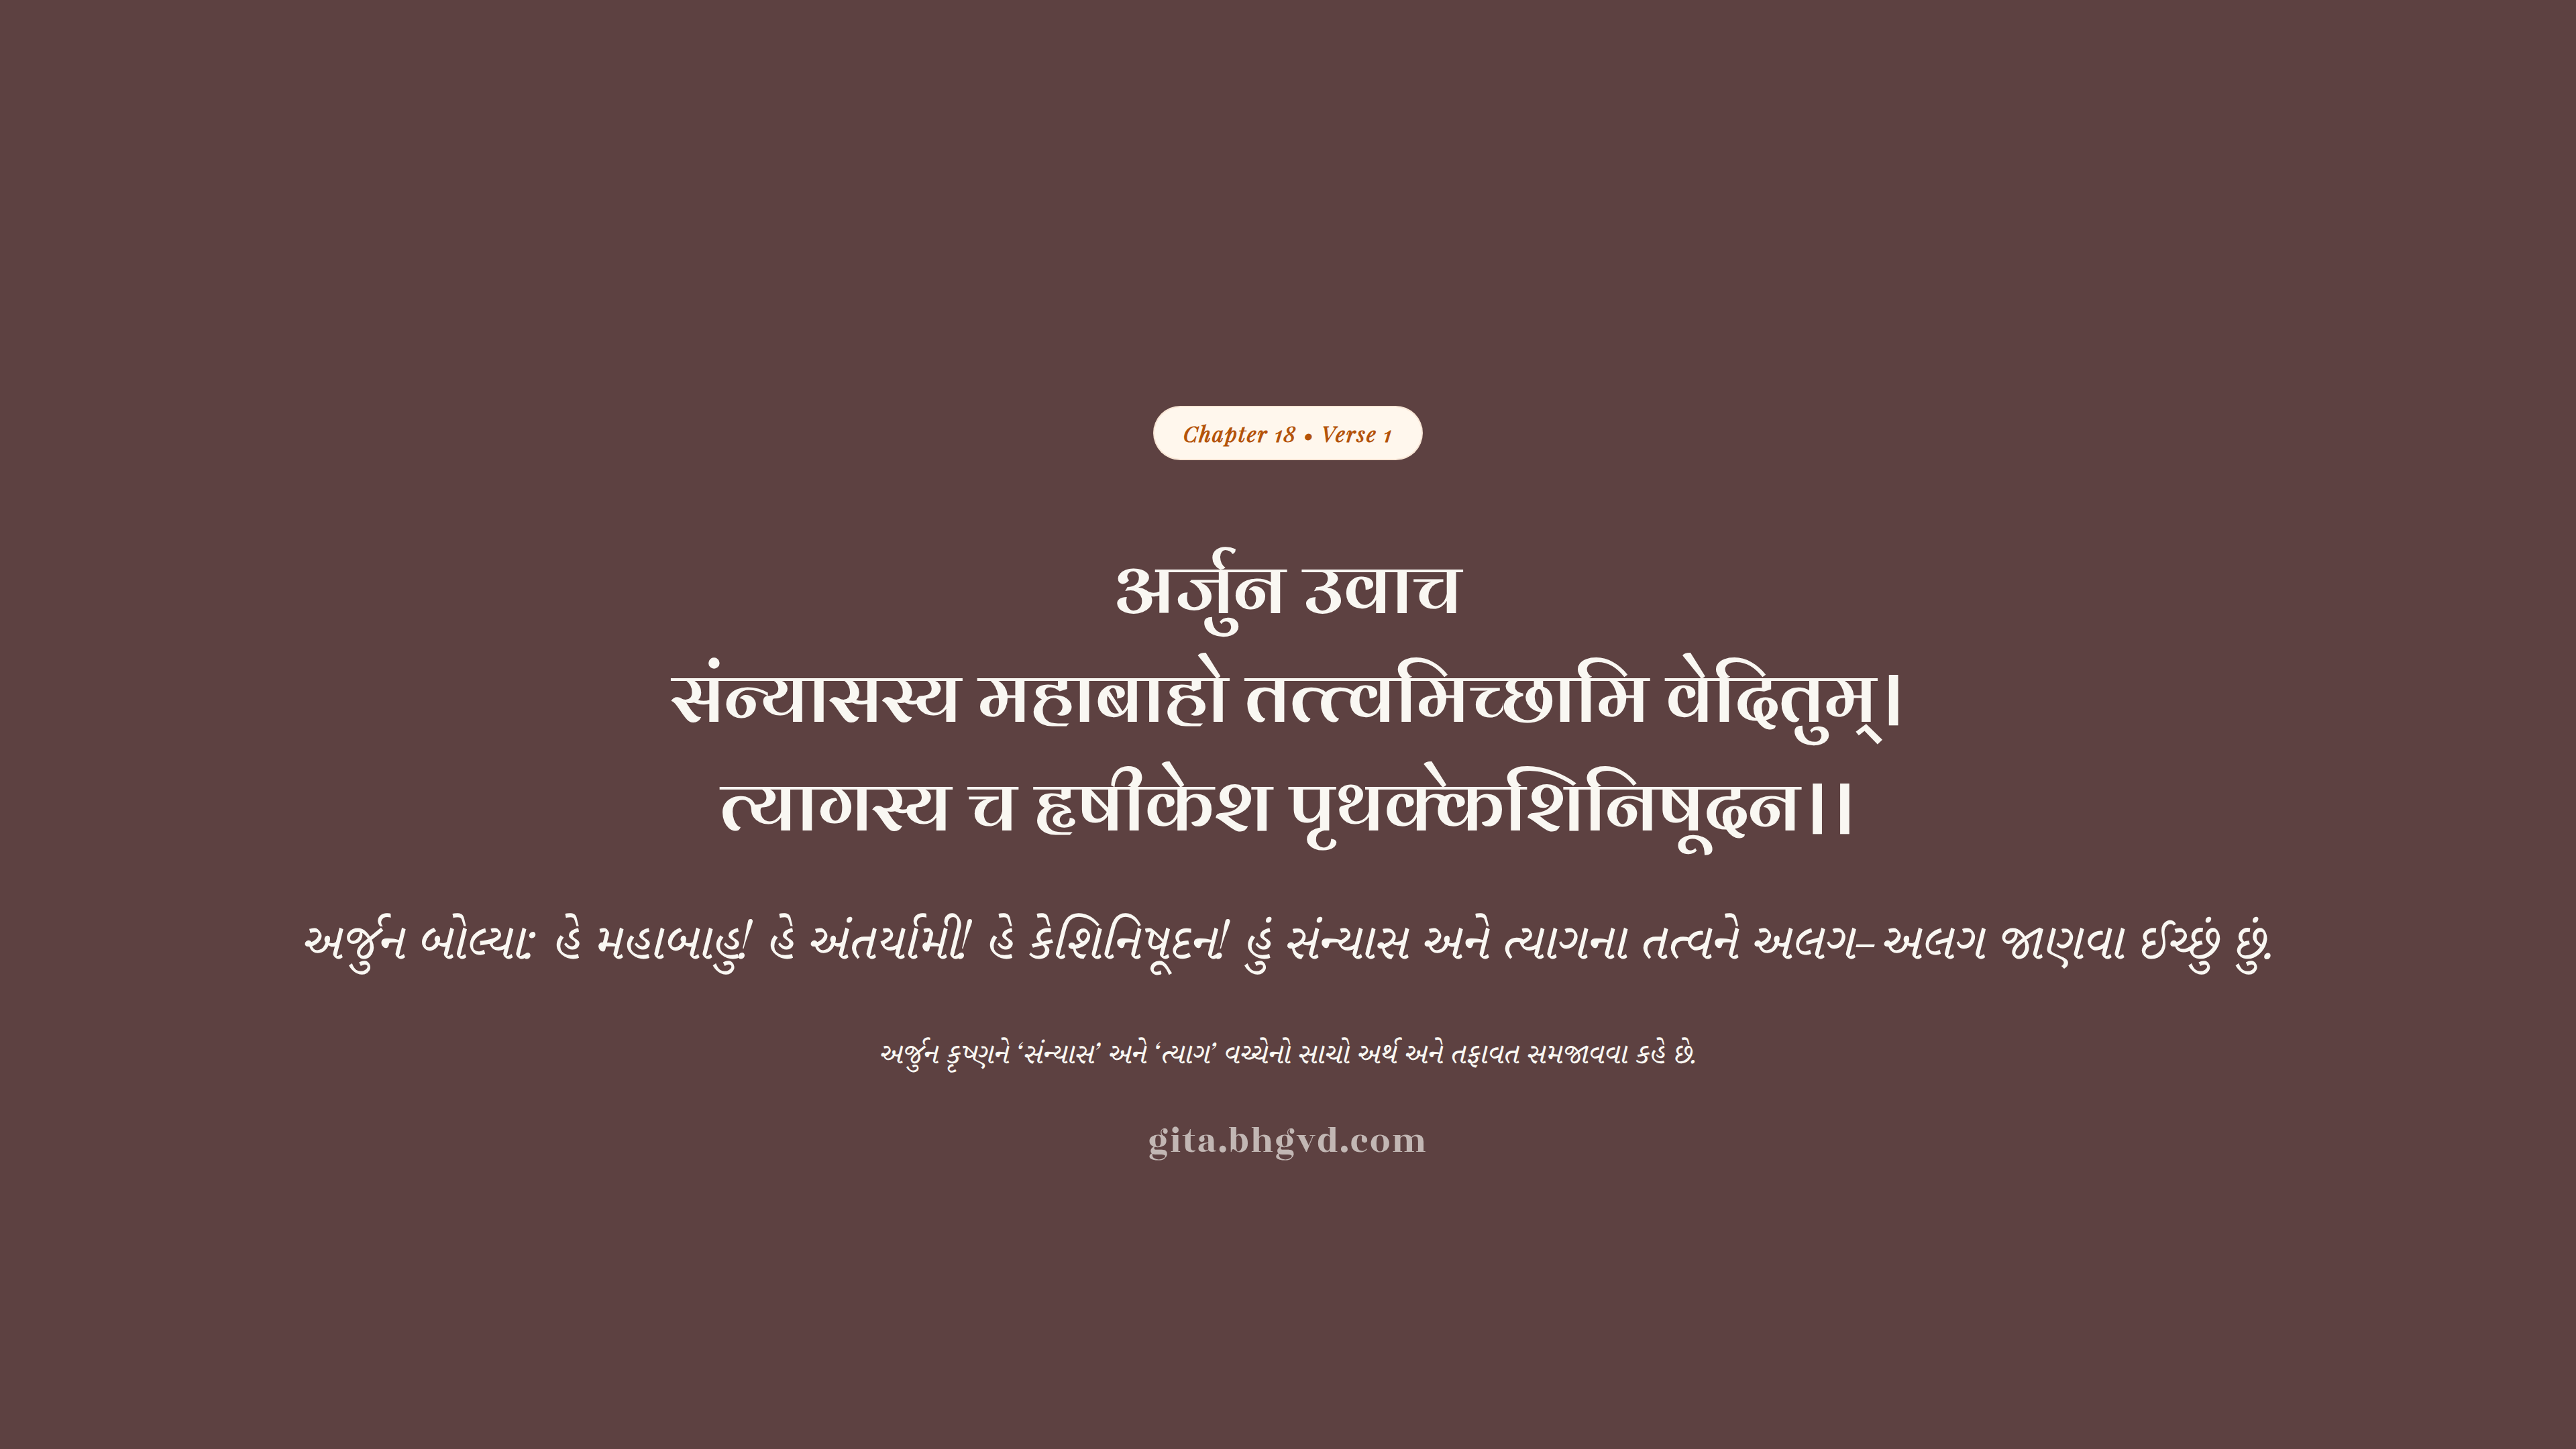 Chapter 18 • Verse 1
अर्जुन उवाच
संन्यासस्य महाबाहो तत्त्वमिच्छामि वेदितुम्।
त्यागस्य च हृषीकेश पृथक्केशिनिषूदन।।
અર્જુન બોલ્યા: હે મહાબાહુ! હે અંતર્યામી! હે કેશિનિષૂદન! હું સંન્યાસ અને ત્યાગના તત્વને અલગ–અલગ જાણવા ઈચ્છું છું.
અર્જુન કૃષ્ણને ‘સંન્યાસ’ અને ‘ત્યાગ’ વચ્ચેનો સાચો અર્થ અને તફાવત સમજાવવા કહે છે.
gita.bhgvd.com